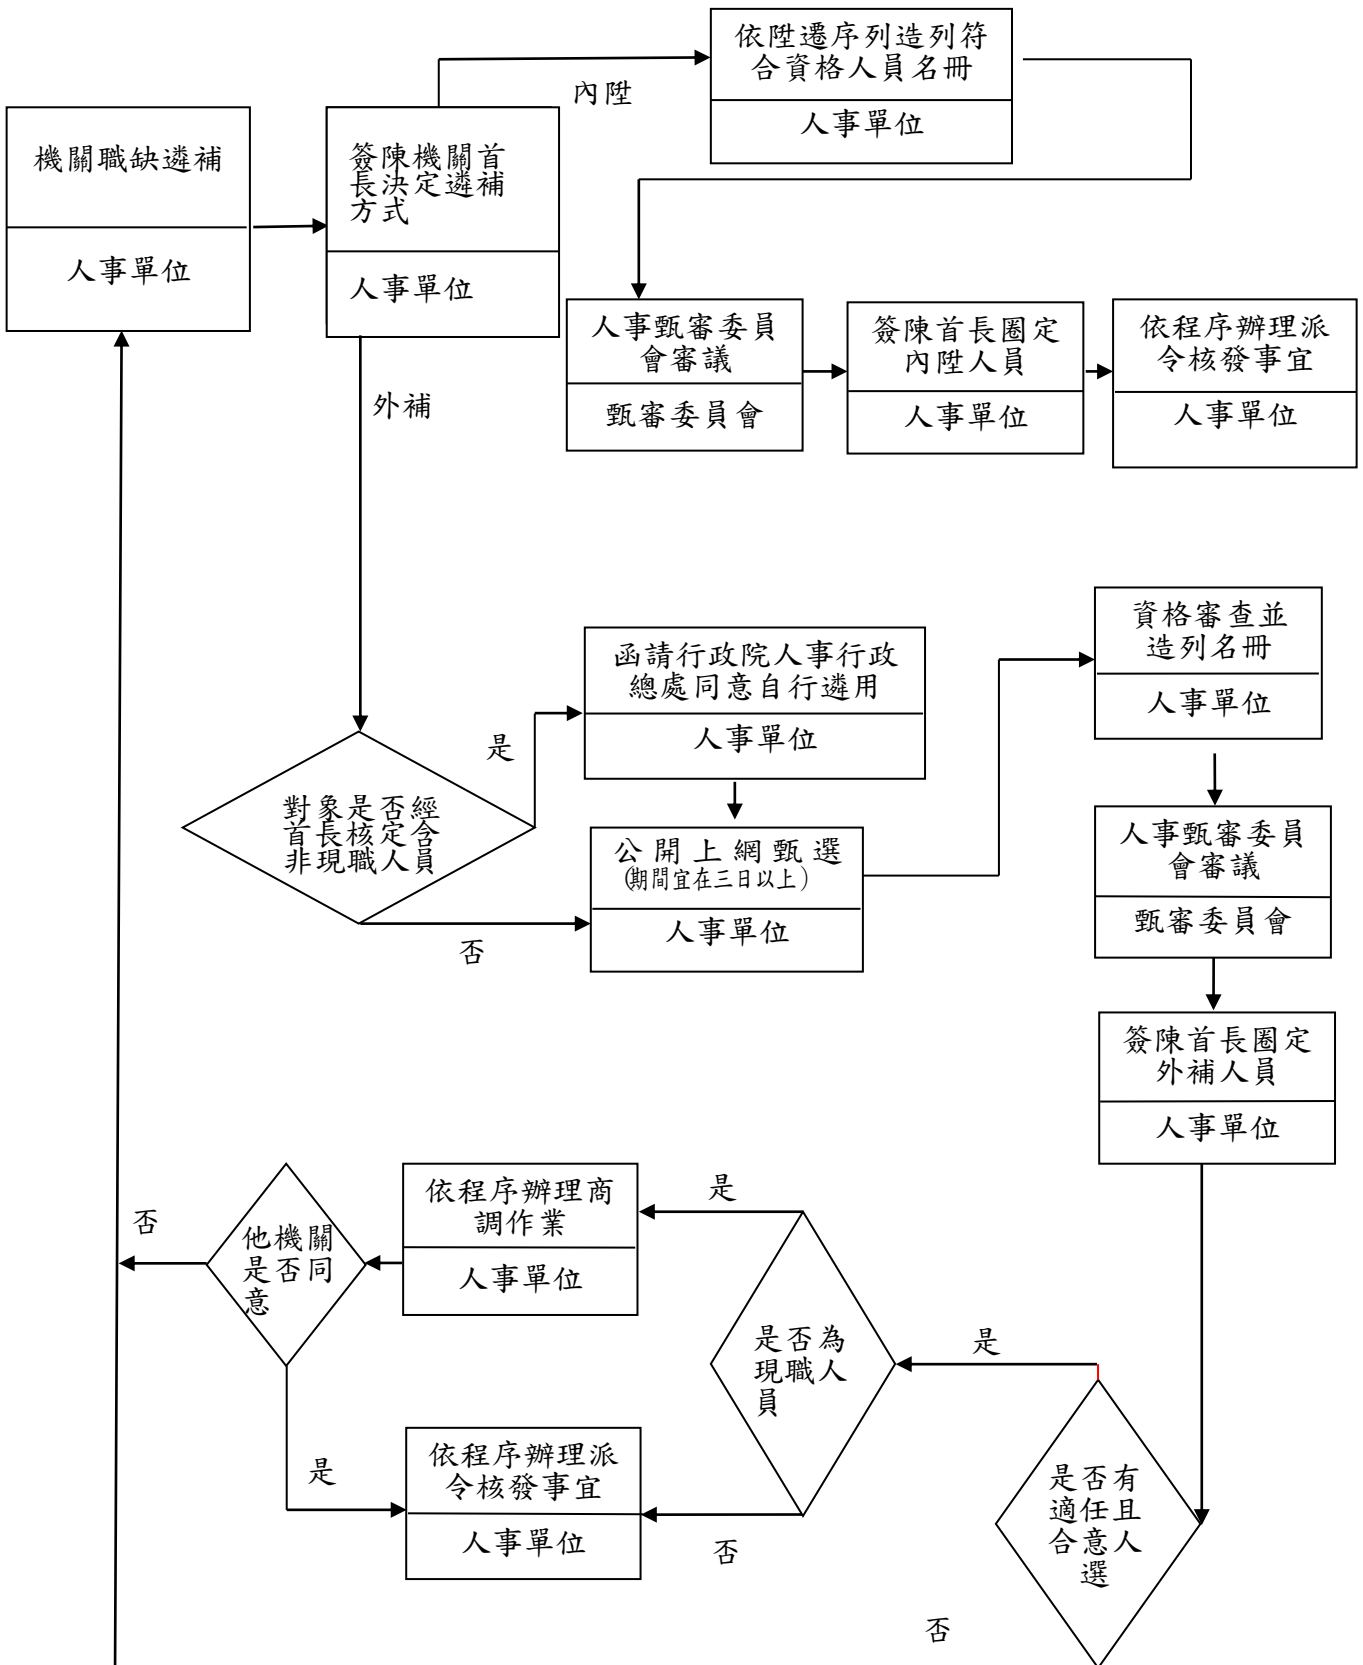 依陞遷序列造列符
合資格人員名冊
人事單位
內陞
機關職缺遴補
人事單位
簽陳機關首
長決定遴補
方式
人事單位
人事甄審委員
會審議
甄審委員會
簽陳首長圈定
內陞人員
人事單位
依程序辦理派
令核發事宜
人事單位
外補
對象是否經
首長核定含
非現職人員
是
函請行政院人事行政
總處同意自行遴用
人事單位
否
公開上網甄選
(期間宜在三日以上)
人事單位
資格審查並
造列名冊
人事單位
人事甄審委員
會審議
甄審委員會
簽陳首長圈定
外補人員
人事單位
是否有
適任且
合意人
選
是
否
是否為
現職人
員
是
否
依程序辦理商
調作業
人事單位
他機關
是否同
意
否
是
依程序辦理派
令核發事宜
人事單位